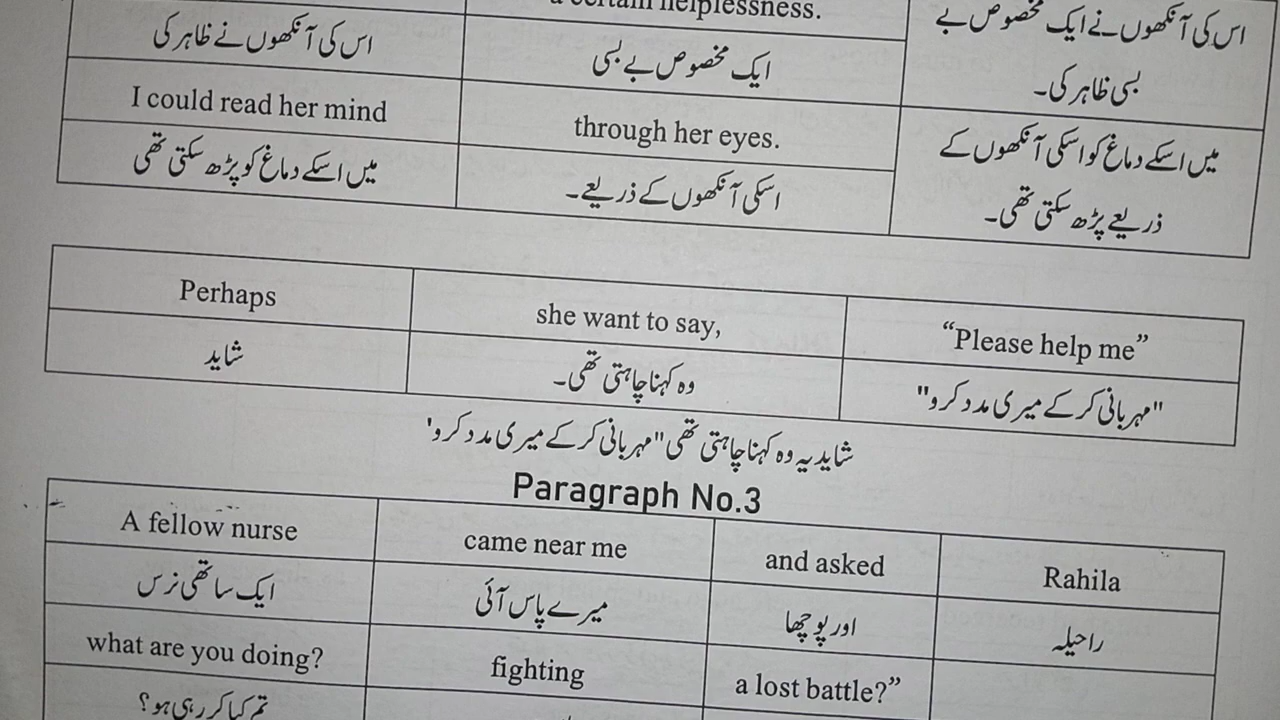 a certain helplessness.
اس کی آنکھوں نے ظاہر کی
ایک مخصوص بے بسی
اس کی آنکھوں نے ایک مخصوص بے
بسی ظاہر کی۔
I could read her mind
through her eyes.
میں اسکے دماغ کو پڑھ سکتی تھی
اسکی آنکھوں کے ذریعے۔
میں اسکے دماغ کو اسکی آنکھوں کے
ذریعے پڑھ سکتی تھی۔
Perhaps
she want to say,
“Please help me”
شاید
وہ کہنا چاہتی تھی۔
"مہربانی کر کے میری مدد کرو"
شاید یہ وہ کہنا چاہتی تھی "مہربانی کر کے میری مدد کرو'
Paragraph No.3
A fellow nurse
came near me
and asked
Rahila
ایک ساتھی نرس
میرے پاس آئی
اور پوچھا
راحیلہ
what are you doing?
fighting
a lost battle?”
تم کیا کر رہی ہو؟